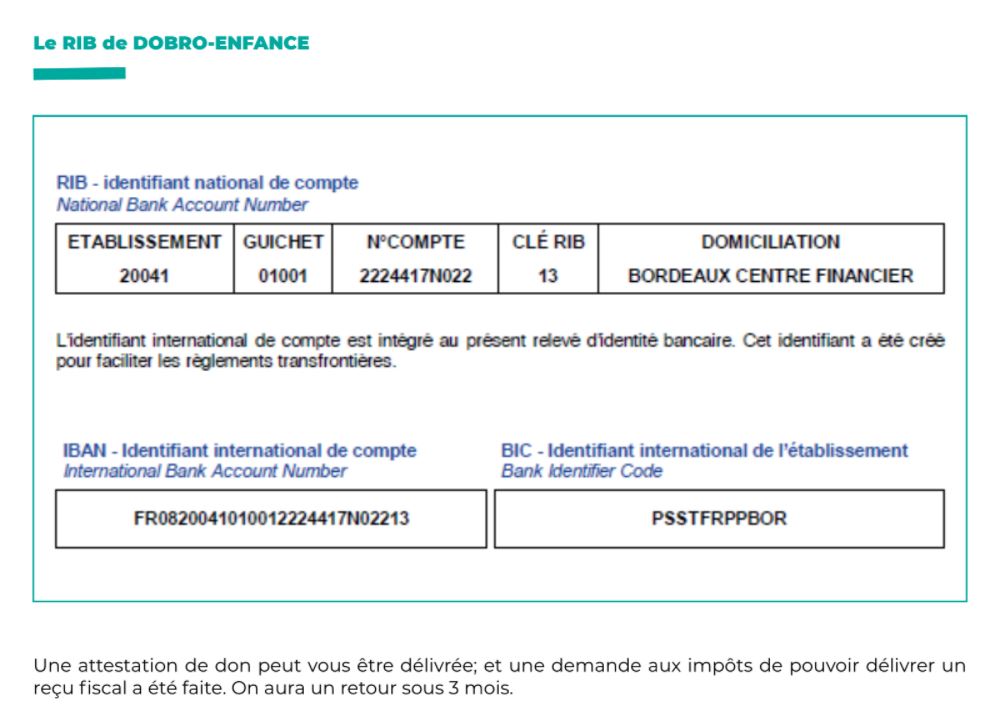 Le RIB de DOBRO-ENFANCE
RIB - identifiant national de compte
National Bank Account Number
ETABLISSEMENT GUICHET N°COMPTE CLÉ RIB DOMICILIATION
20041 01001 2224417N022 13 BORDEAUX CENTRE FINANCIER
L'identifiant international de compte est intégré au présent relevé d'identité bancaire. Cet identifiant a été créé
pour faciliter les règlements transfrontières.
IBAN - Identifiant international de compte
International Bank Account Number
FR0820041010012224417N02213
BIC - Identifiant international de l'établissement
Bank Identifier Code
PSSTFRPPBOR
Une attestation de don peut vous être délivrée; et une demande aux impôts de pouvoir délivrer un
reçu fiscal a été faite. On aura un retour sous 3 mois.